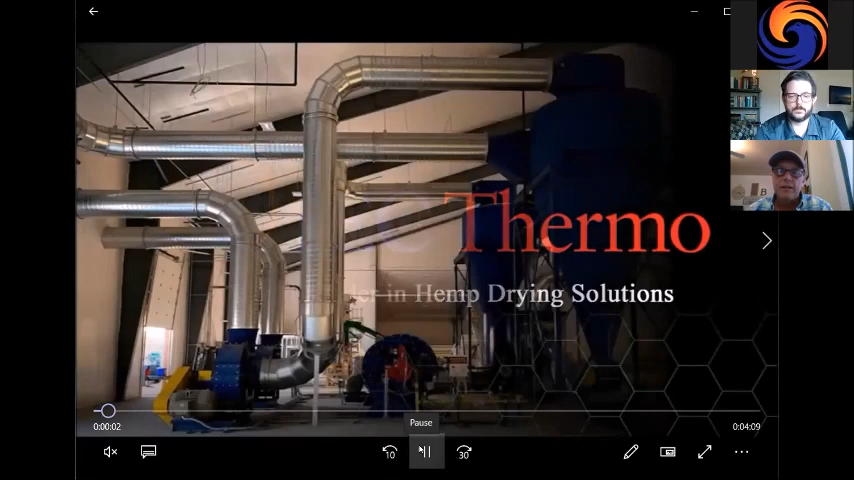 Thermo
in Hemp Drying Solutions
Pause
0:00:02
0:04:09
10
30